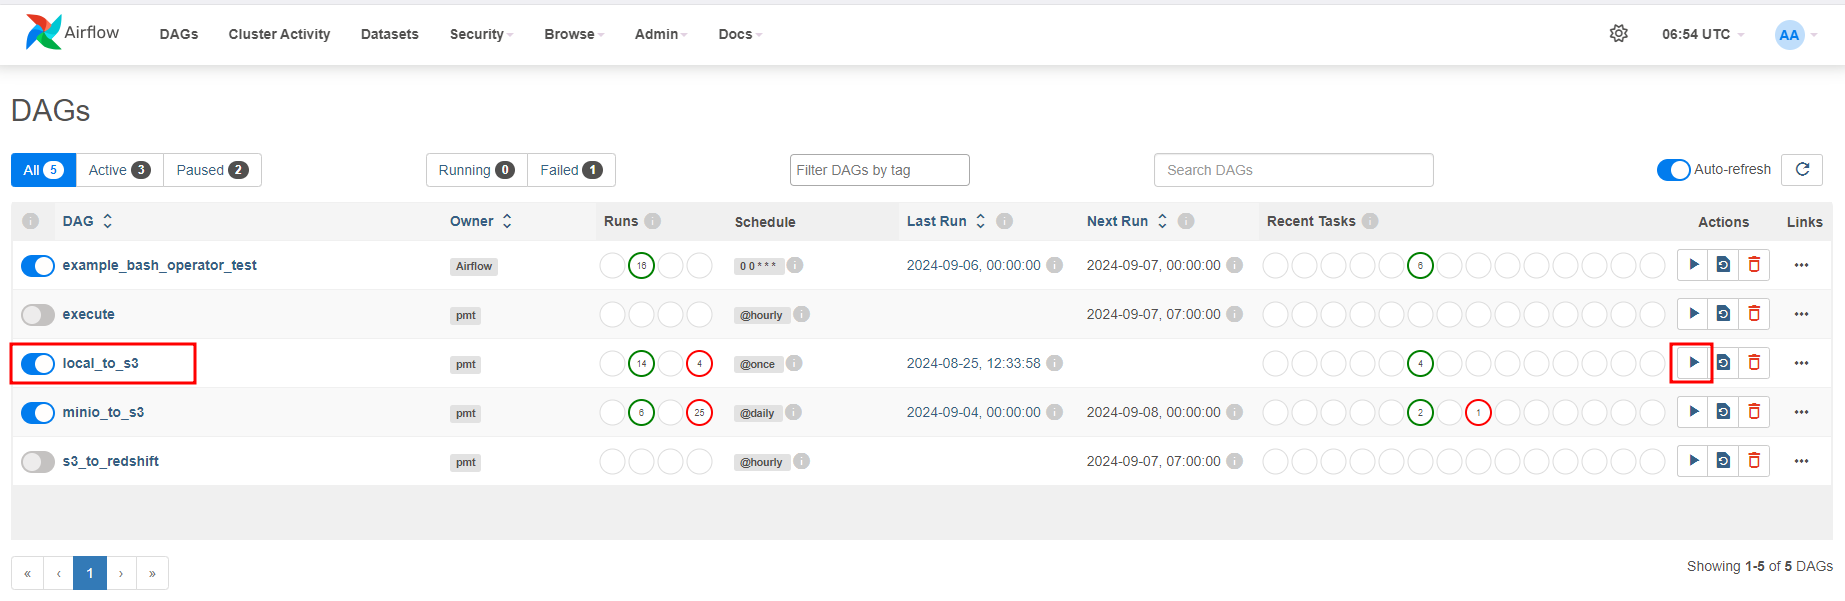 Airflow DAGs Cluster Activity Datasets Security Browse Admin Docs 06:54 UTC AA
DAGs
All 5 Active 3 Paused 2 Running 0 Failed 1 Filter DAGs by tag Search DAGs Auto-refresh
DAG Owner Runs Schedule Last Run Next Run Recent Tasks Actions Links
example_bash_operator_test Airflow 16 0 0 * * * 2024-09-06, 00:00:00 2024-09-07, 00:00:00 6
execute pmt @hourly 2024-09-07, 07:00:00
local_to_s3 pmt 14 4 @once 2024-08-25, 12:33:58 4
minio_to_s3 pmt 6 25 @daily 2024-09-04, 00:00:00 2024-09-08, 00:00:00 2 1
s3_to_redshift pmt @hourly 2024-09-07, 07:00:00
« ‹ 1 › » Showing 1-5 of 5 DAGs